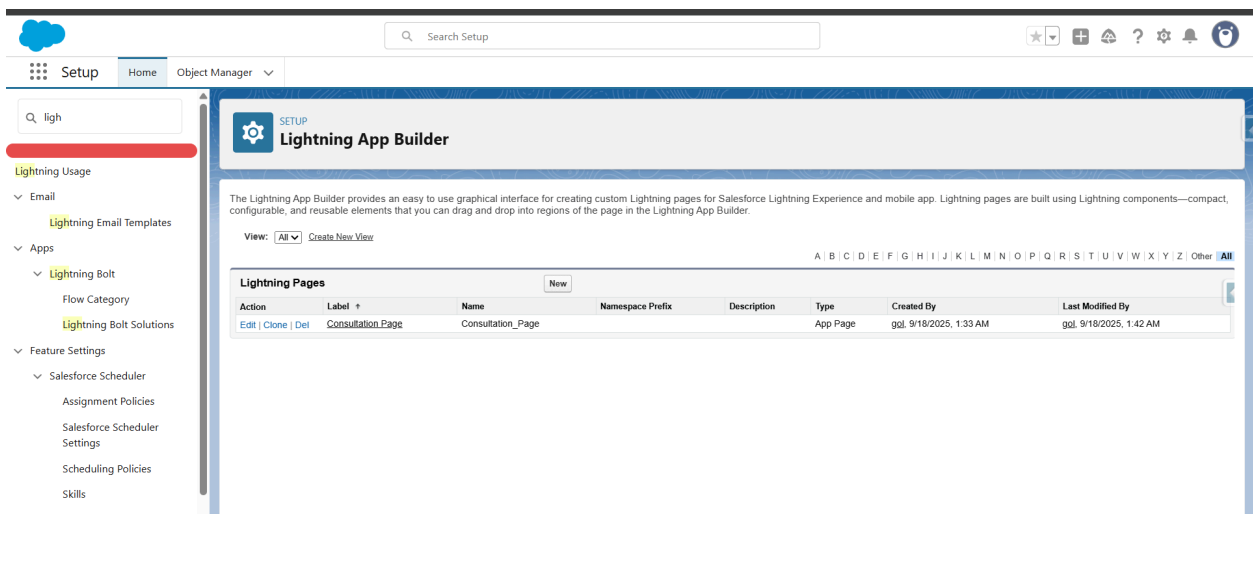 Search Setup
Setup
Home
Object Manager
ligh
Lightning Usage
Email
Lightning Email Templates
Apps
Lightning Bolt
Flow Category
Lightning Bolt Solutions
Feature Settings
Salesforce Scheduler
Assignment Policies
Salesforce Scheduler
Settings
Scheduling Policies
Skills
SETUP
Lightning App Builder
The Lightning App Builder provides an easy to use graphical interface for creating custom Lightning pages for Salesforce Lightning Experience and mobile app. Lightning pages are built using Lightning components—compact,
configurable, and reusable elements that you can drag and drop into regions of the page in the Lightning App Builder.
View: All Create New View
A | B | C | D | E | F | G | H | I | J | K | L | M | N | O | P | Q | R | S | T | U | V | W | X | Y | Z | Other All
Lightning Pages New
Action Label ↑ Name Namespace Prefix Description Type Created By Last Modified By
Edit | Clone | Del Consultation Page Consultation_Page App Page gol, 9/18/2025, 1:33 AM gol, 9/18/2025, 1:42 AM